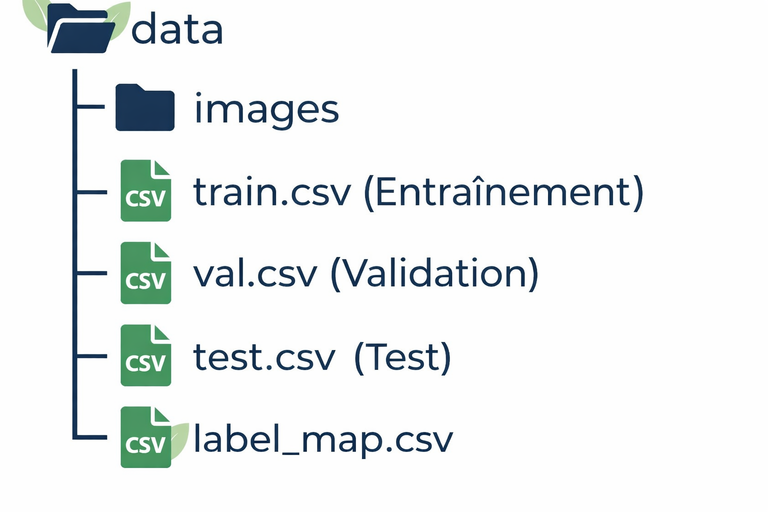 data
images
CSV train.csv (Entraînement)
CSV val.csv (Validation)
CSV test.csv (Test)
CSV label_map.csv